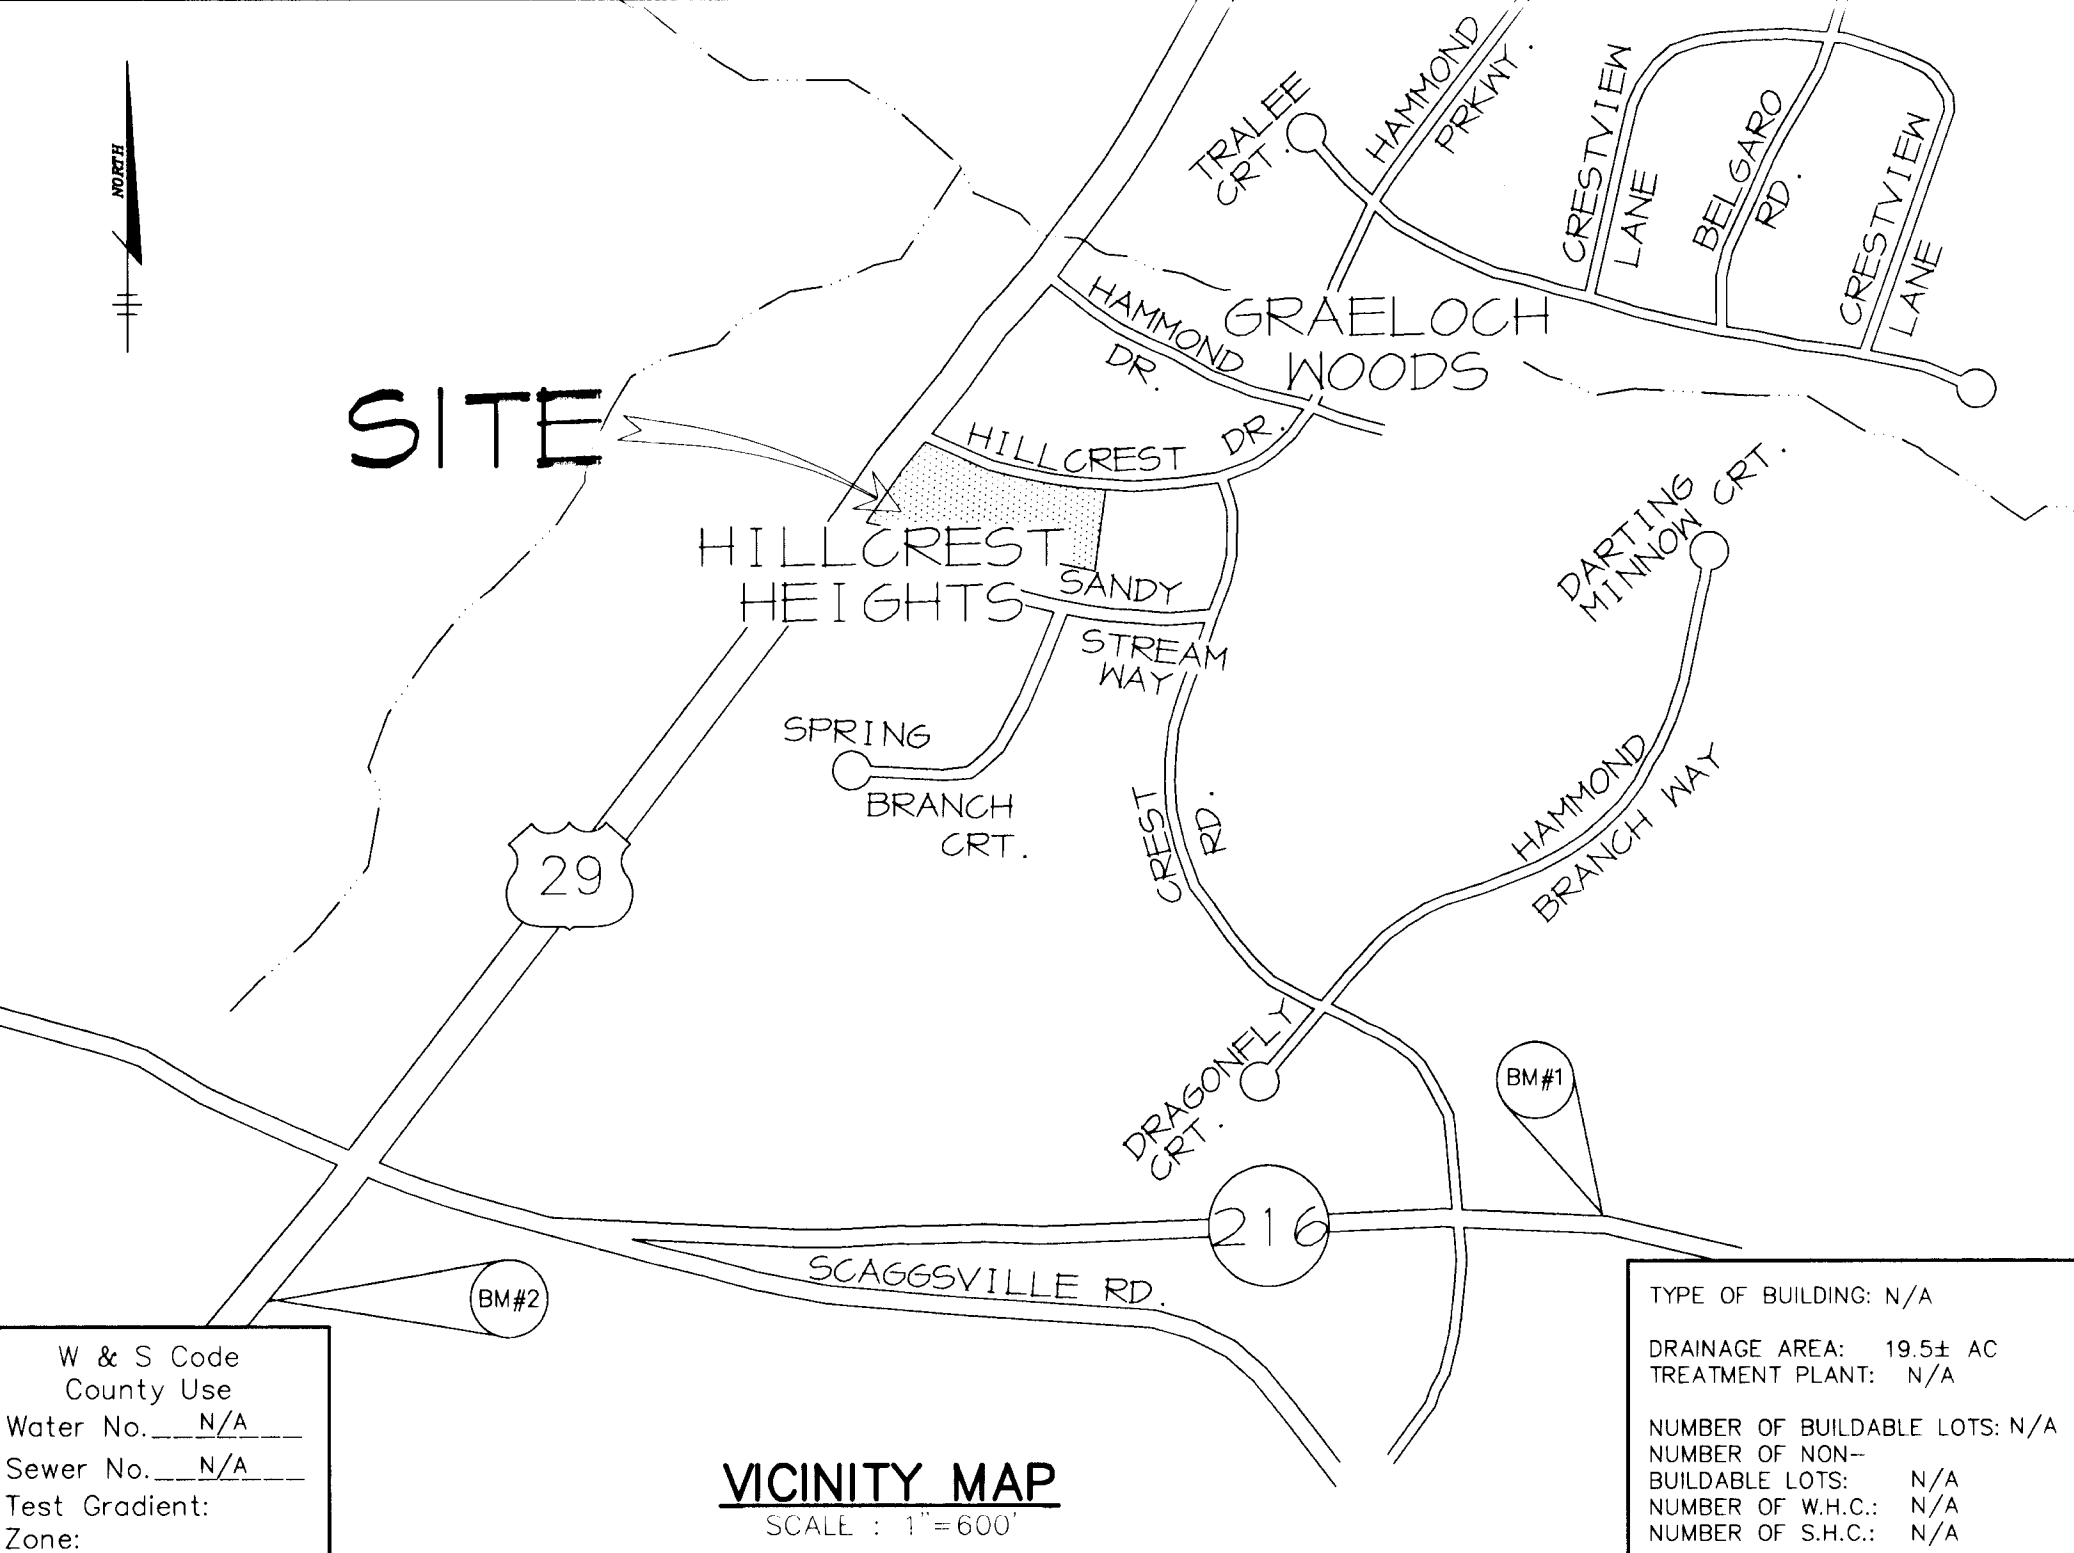 NORTH
TRALEE
CRT.
HAMMOND
PRKWY.
CRESTVIEW
LANE
BELGARO
RD.
CRESTVIEW
LANE
HAMMOND
DR.
GRAELOCH
WOODS
SITE
HILLCREST DR.
HILLCREST
HEIGHTS
SANDY
STREAM
WAY
DARTING
MINNOW CRT.
SPRING
BRANCH
CRT.
CREST
RD.
HAMMOND
BRANCH WAY
29
DRAGONFLY
CRT.
BM#1
216
SCAGGSVILLE RD.
BM#2
W & S Code
County Use
Water No. N/A
Sewer No. N/A
Test Gradient:
Zone:
VICINITY MAP
SCALE : 1"=600'
TYPE OF BUILDING: N/A
DRAINAGE AREA: 19.5± AC
TREATMENT PLANT: N/A
NUMBER OF BUILDABLE LOTS: N/A
NUMBER OF NON-
BUILDABLE LOTS: N/A
NUMBER OF W.H.C.: N/A
NUMBER OF S.H.C.: N/A